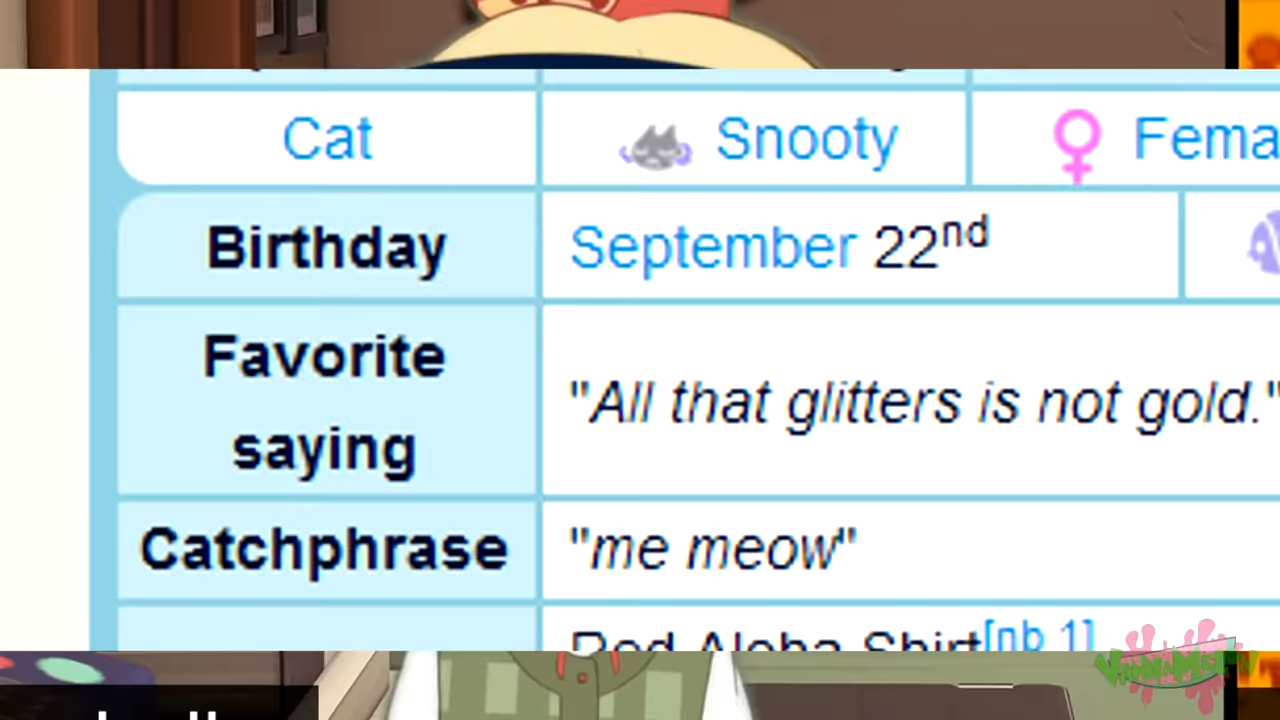 Cat Snooty Fema
Birthday September 22nd
Favorite
saying "All that glitters is not gold."
Catchphrase "me meow"
Red Aloha Shirt[nb 1]